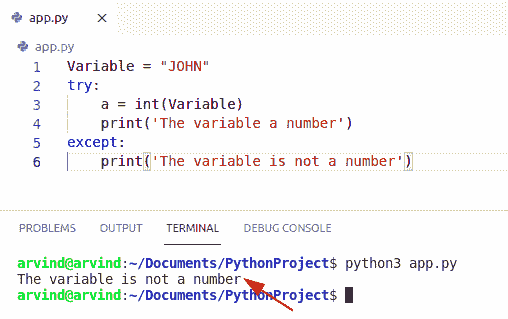 app.py
app.py
1 Variable = "JOHN"
2 try:
3 a = int(Variable)
4 print('The variable a number')
5 except:
6 print('The variable is not a number')
PROBLEMS OUTPUT TERMINAL DEBUG CONSOLE
arvind@arvind:~/Documents/PythonProject$ python3 app.py
The variable is not a number
arvind@arvind:~/Documents/PythonProject$